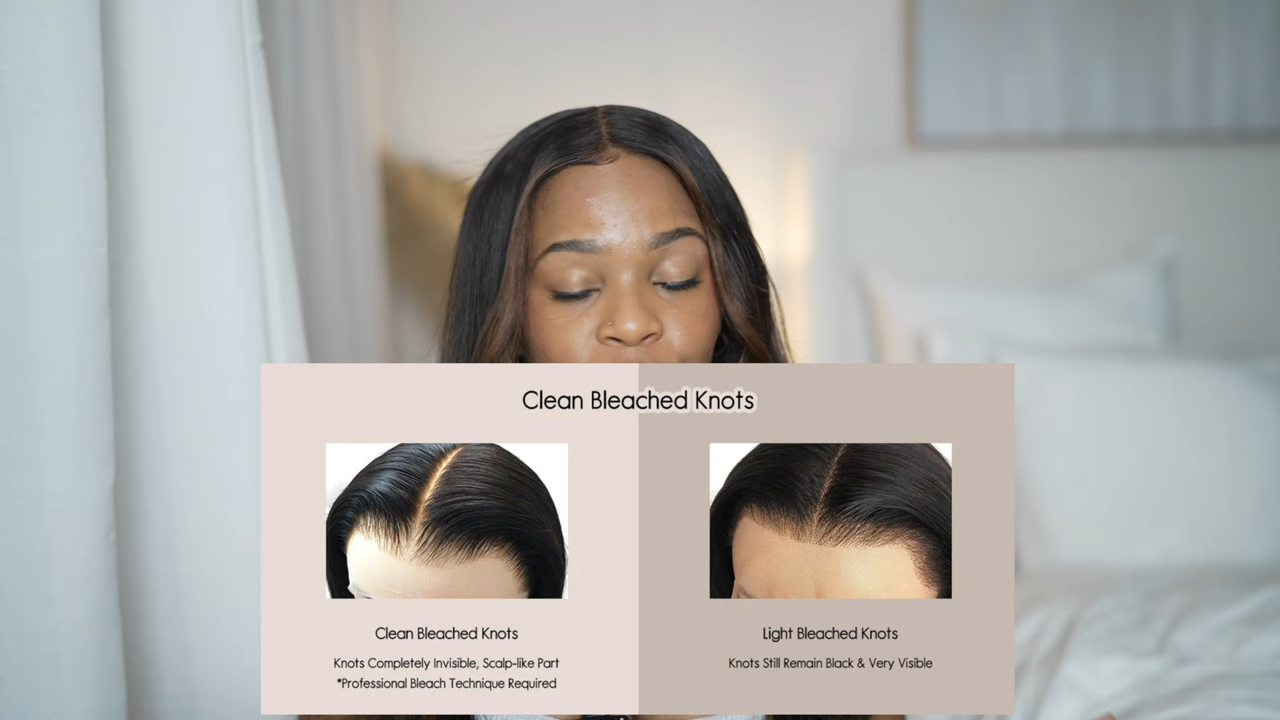 Clean Bleached Knots
Clean Bleached Knots
Knots Completely Invisible, Scalp-like Part
*Professional Bleach Technique Required
Light Bleached Knots
Knots Still Remain Black & Very Visible